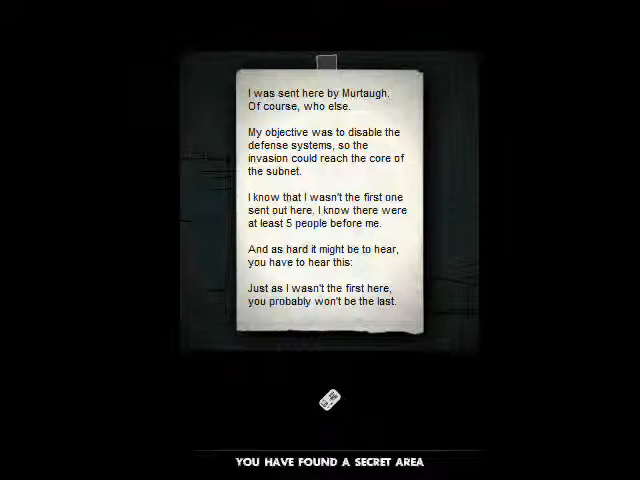 I was sent here by Murtaugh.
Of course, who else.
My objective was to disable the
defense systems, so the
invasion could reach the core of
the subnet.
I know that I wasn't the first one
sent out here. I know there were
at least 5 people before me.
And as hard it might be to hear,
you have to hear this:
Just as I wasn't the first here,
you probably won't be the last.
YOU HAVE FOUND A SECRET AREA